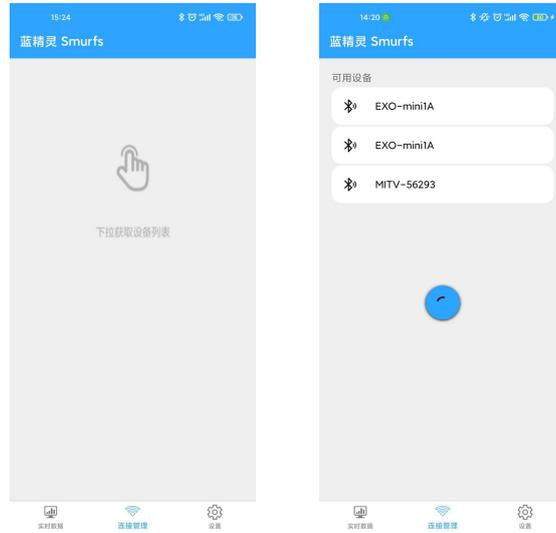 15:24
蓝精灵 Smurfs
下拉获取设备列表
实时数据
连接管理
设置
14:20
蓝精灵 Smurfs
可用设备
EXO-mini1A
EXO-mini1A
MITV-56293
实时数据
连接管理
设置